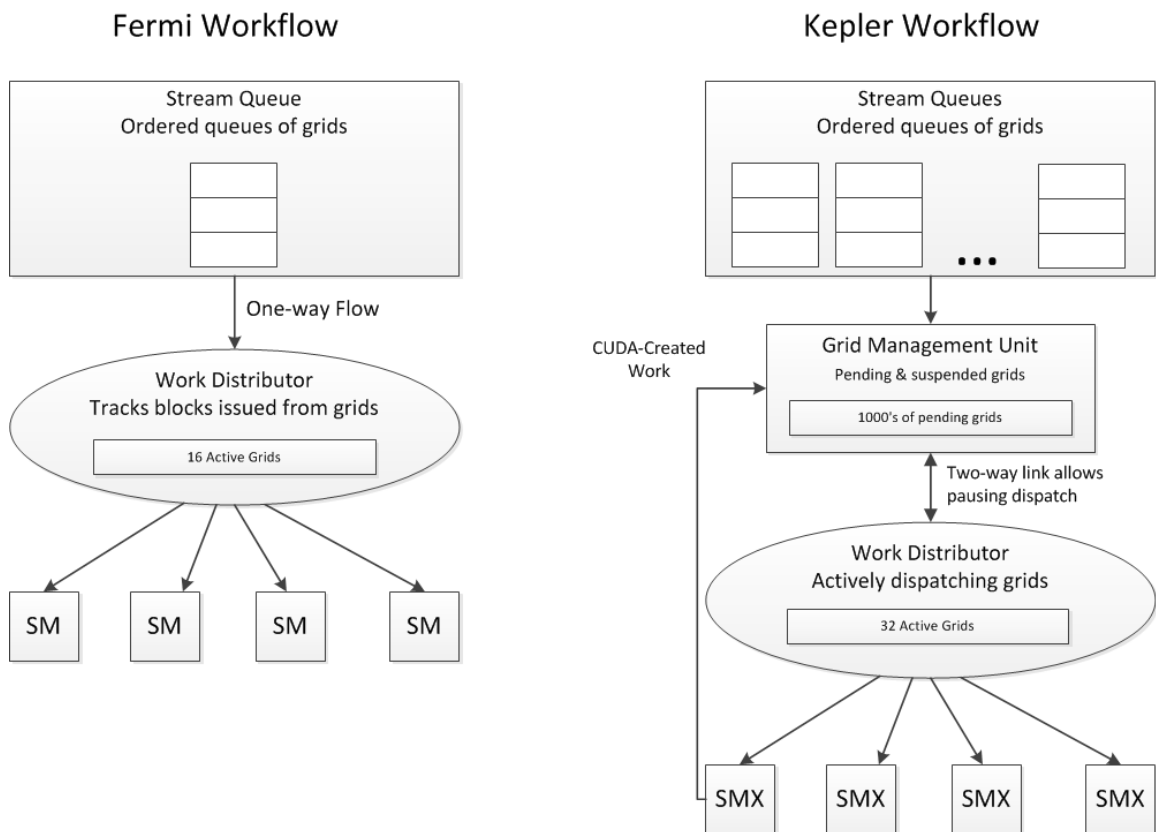 Fermi Workflow
Stream Queue
Ordered queues of grids
One-way Flow
Work Distributor
Tracks blocks issued from grids
16 Active Grids
SM
SM
SM
SM
Kepler Workflow
Stream Queues
Ordered queues of grids
...
CUDA-Created
Work
Grid Management Unit
Pending & suspended grids
1000's of pending grids
Two-way link allows
pausing dispatch
Work Distributor
Actively dispatching grids
32 Active Grids
SMX
SMX
SMX
SMX